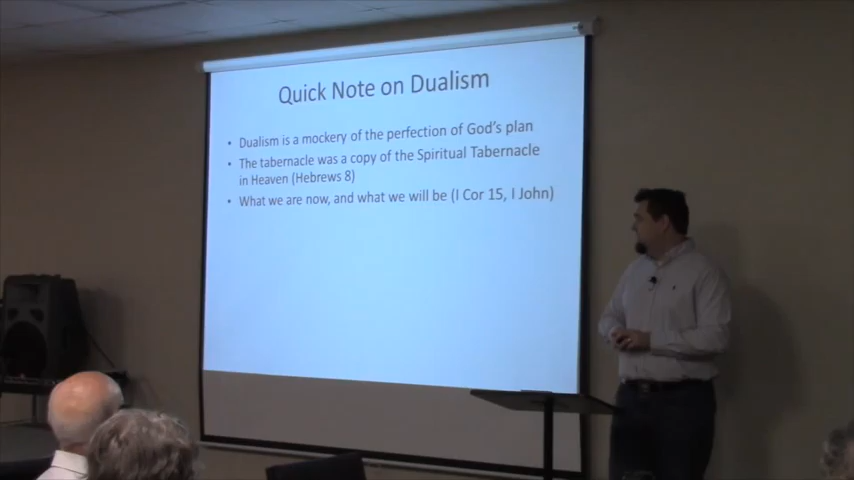 Quick Note on Dualism
• Dualism is a mockery of the perfection of God's plan
• The tabernacle was a copy of the Spiritual Tabernacle
in Heaven (Hebrews 8)
• What we are now, and what we will be (I Cor 15, I John)